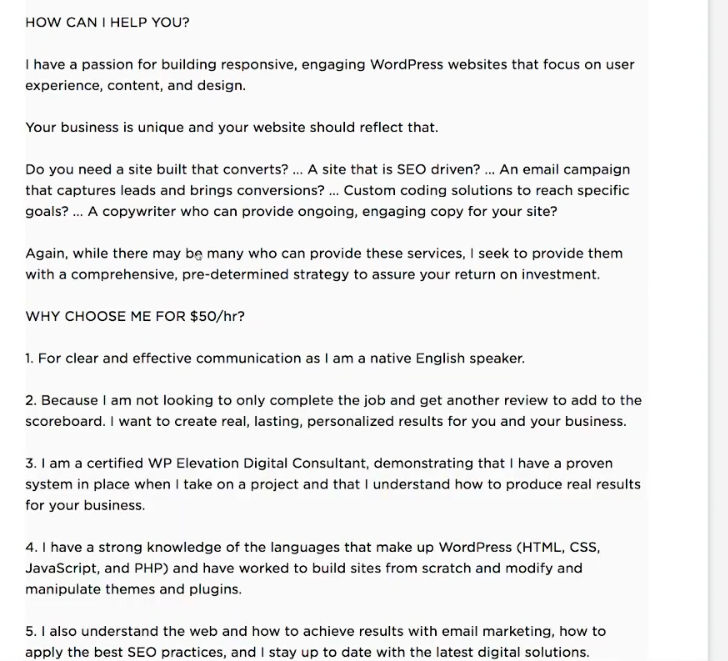 HOW CAN I HELP YOU?
I have a passion for building responsive, engaging WordPress websites that focus on user
experience, content, and design.
Your business is unique and your website should reflect that.
Do you need a site built that converts? ... A site that is SEO driven? ... An email campaign
that captures leads and brings conversions? ... Custom coding solutions to reach specific
goals? ... A copywriter who can provide ongoing, engaging copy for your site?
Again, while there may be many who can provide these services, I seek to provide them
with a comprehensive, pre-determined strategy to assure your return on investment.
WHY CHOOSE ME FOR $50/hr?
1. For clear and effective communication as I am a native English speaker.
2. Because I am not looking to only complete the job and get another review to add to the
scoreboard. I want to create real, lasting, personalized results for you and your business.
3. I am a certified WP Elevation Digital Consultant, demonstrating that I have a proven
system in place when I take on a project and that I understand how to produce real results
for your business.
4. I have a strong knowledge of the languages that make up WordPress (HTML, CSS,
JavaScript, and PHP) and have worked to build sites from scratch and modify and
manipulate themes and plugins.
5. I also understand the web and how to achieve results with email marketing, how to
apply the best SEO practices, and I stay up to date with the latest digital solutions.